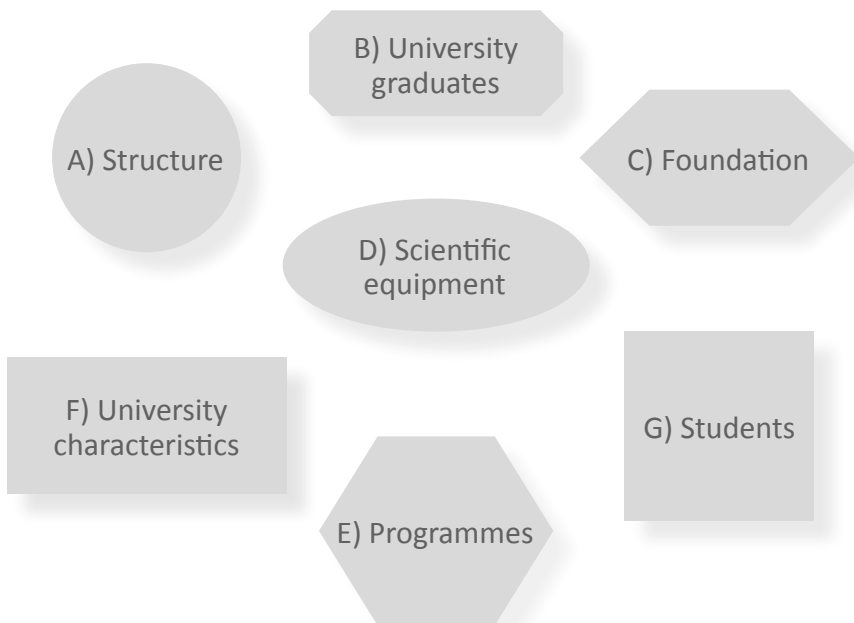 A) Structure
B) University
graduates
C) Foundation
D) Scientific
equipment
F) University
characteristics
E) Programmes
G) Students